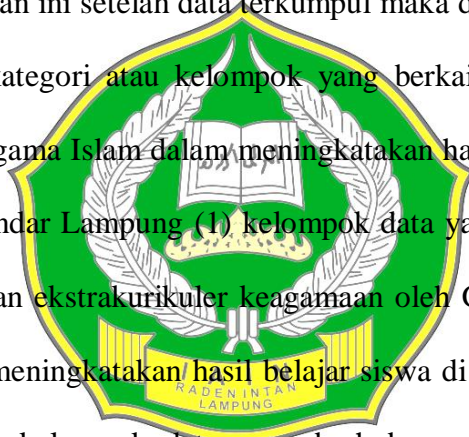 an ini setelah data terkumpul maka d
kategori atau kelompok yang berkai
gama Islam dalam meningkatakan ha
ndar Lampung (1) kelompok data ya
an ekstrakurikuler keagamaan oleh
meningkatakan hasil belajar siswa di
I A I N
RADEN INTAN
LAMPUNG